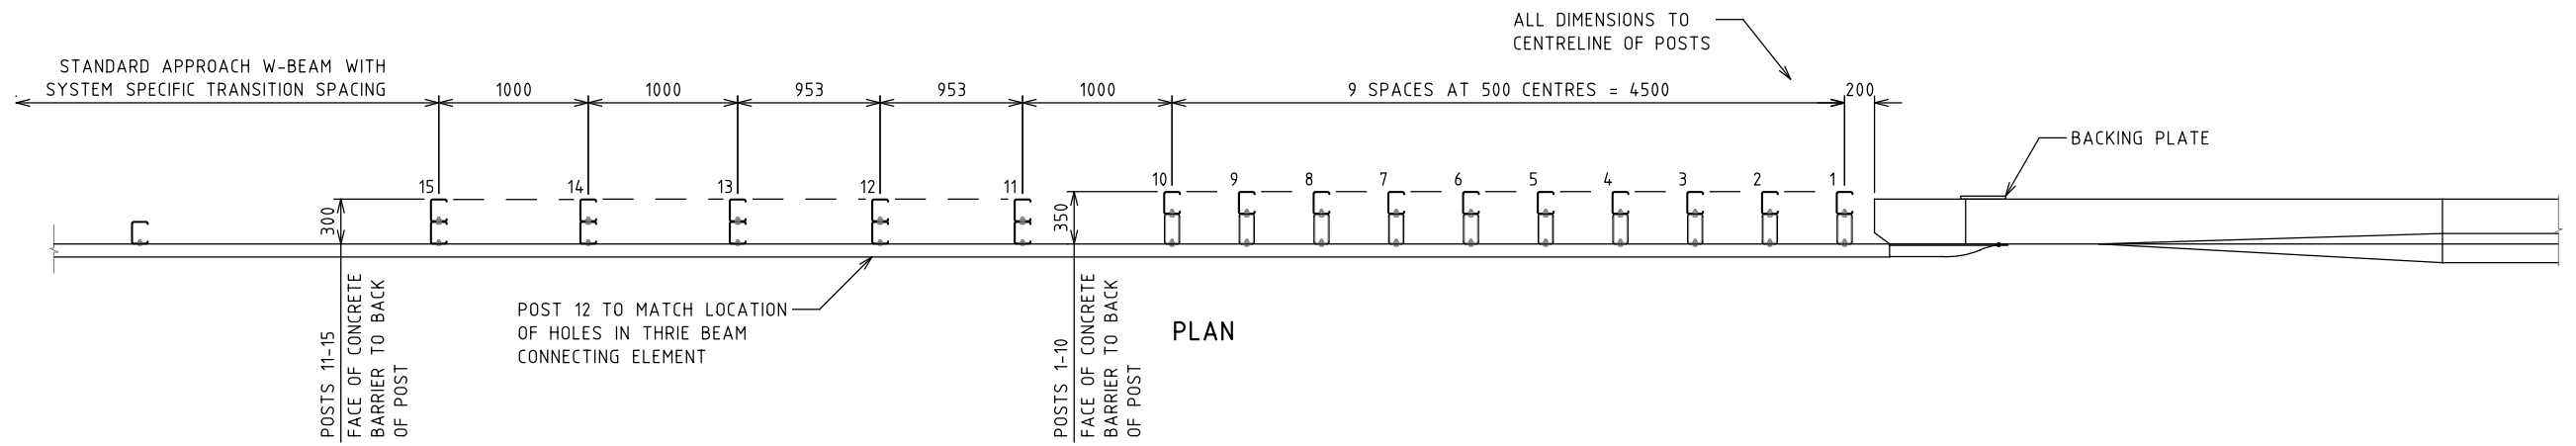 ALL DIMENSIONS TO
CENTRELINE OF POSTS
STANDARD APPROACH W-BEAM WITH
SYSTEM SPECIFIC TRANSITION SPACING
1000
1000
953
953
1000
9 SPACES AT 500 CENTRES = 4500
200
BACKING PLATE
15
14
13
12
11
10
9
8
7
6
5
4
3
2
1
300
350
POSTS 11-15
FACE OF CONCRETE
BARRIER TO BACK
OF POST
POST 12 TO MATCH LOCATION
OF HOLES IN THRIE BEAM
CONNECTING ELEMENT
POSTS 1-10
FACE OF CONCRETE
BARRIER TO BACK
OF POST
PLAN